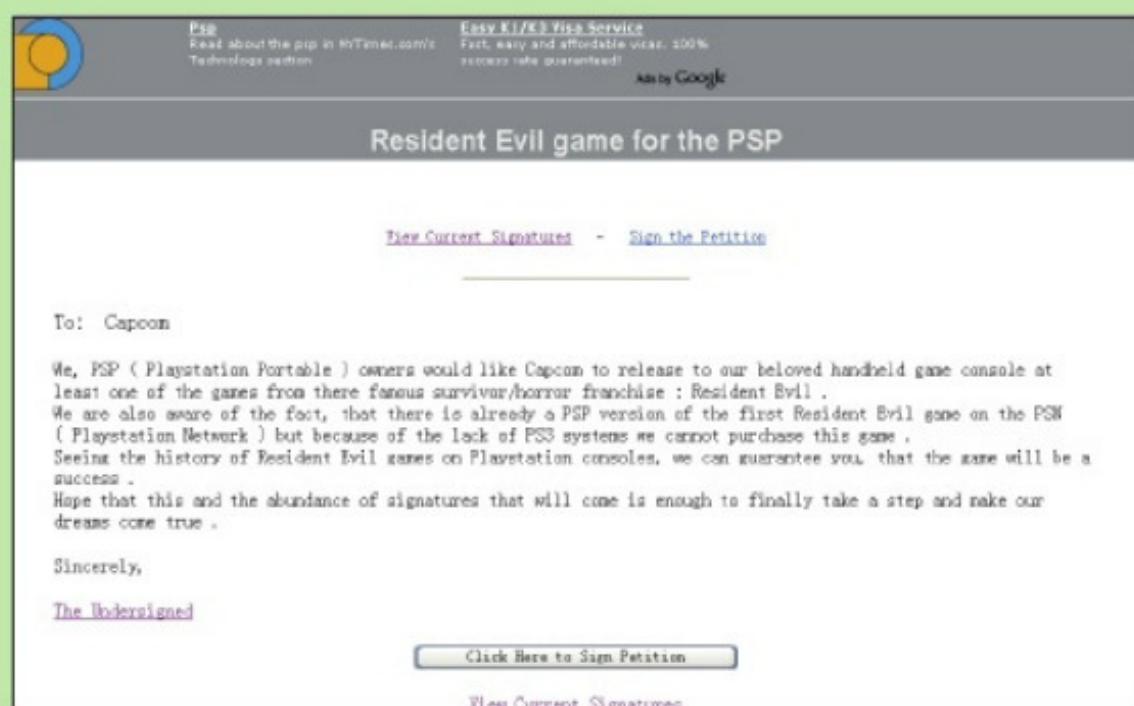 Psp
Read about the psp in NYTimes.com's
Technology section
Easy K1/K3 Visa Service
Fast, easy and affordable visas. 100%
success rate guaranteed!
Ads by Google
Resident Evil game for the PSP
View Current Signatures - Sign the Petition
To: Capcom
We, PSP ( Playstation Portable ) owners would like Capcom to release to our beloved handheld game console at
least one of the games from there famous survivor/horror franchise : Resident Evil .
We are also aware of the fact, that there is already a PSP version of the first Resident Evil game on the PSN
( Playstation Network ) but because of the lack of PS3 systems we cannot purchase this game .
Seeing the history of Resident Evil games on Playstation consoles, we can guarantee you, that the game will be a
success .
Hope that this and the abundance of signatures that will come is enough to finally take a step and make our
dreams come true .
Sincerely,
The Undersigned
Click Here to Sign Petition
View Current Signatures